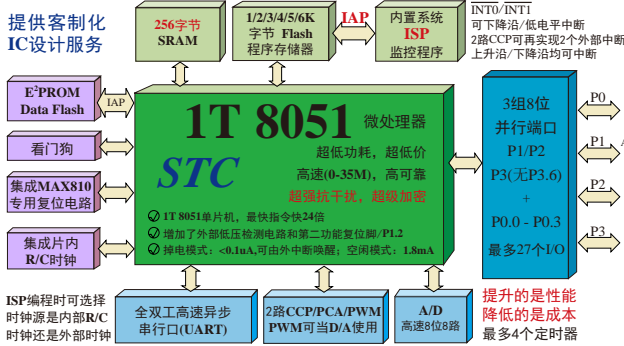 提供客制化
IC设计服务
256字节
SRAM
1/2/3/4/5/6K
字节 Flash
程序存储器
IAP
内置系统
ISP
监控程序
INT0/INT1
可下降沿/低电平中断
2路CCP可再实现2个外部中断
上升沿/下降沿均可中断
E²PROM
Data Flash
IAP
看门狗
集成MAX810
专用复位电路
集成片内
R/C时钟
1T 8051 微处理器
STC
超低功耗，超低价
高速(0-35M)，高可靠
超强抗干扰，超级加密
1T 8051单片机，最快指令快24倍
增加了外部低压检测电路和第二功能复位脚/P1.2
掉电模式：<0.1uA,可由外中断唤醒；空闲模式：1.8mA
3组8位
并行端口
P1/P2
P3(无P3.6)
+
P0.0 - P0.3
最多27个I/O
P0
P1
P2
P3
ISP编程时可选择
时钟源是内部R/C
时钟还是外部时钟
全双工高速异步
串行口(UART)
2路CCP/PCA/PWM
PWM可当D/A使用
A/D
高速8位8路
提升的是性能
降低的是成本
最多4个定时器